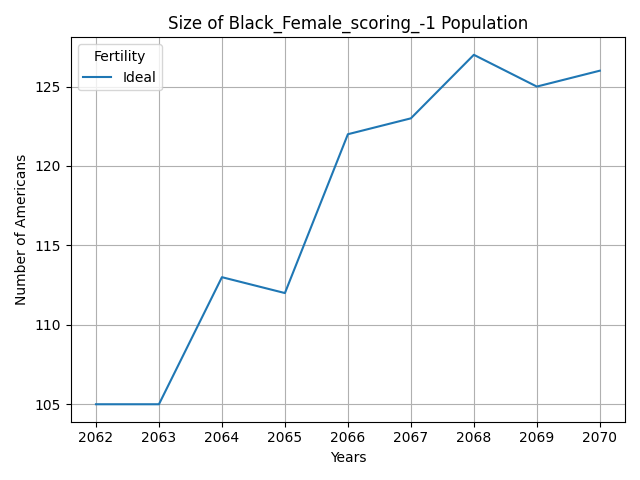 Size of Black_Female_scoring_-1 Population
Fertility
Ideal
Number of Americans
125
120
115
110
105
2062 2063 2064 2065 2066 2067 2068 2069 2070
Years